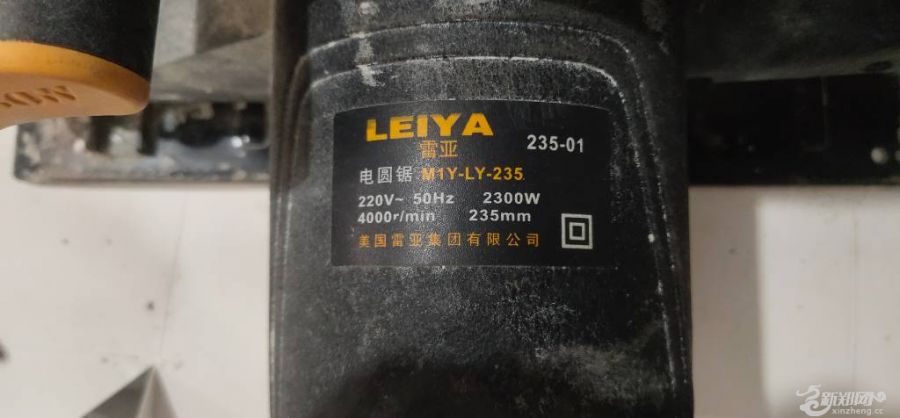 LEIYA
雷亚
235-01
电圆锯 M1Y-LY-235
220V~ 50Hz 2300W
4000r/min 235mm
美国雷亚集团有限公司
新郑网
xinzheng.cc